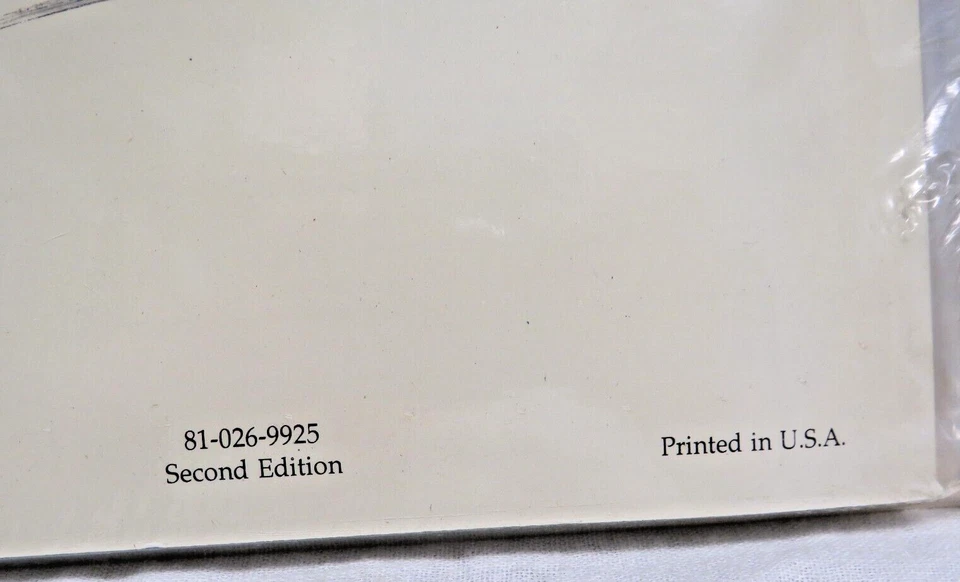 81-026-9925
Second Edition
Printed in U.S.A.